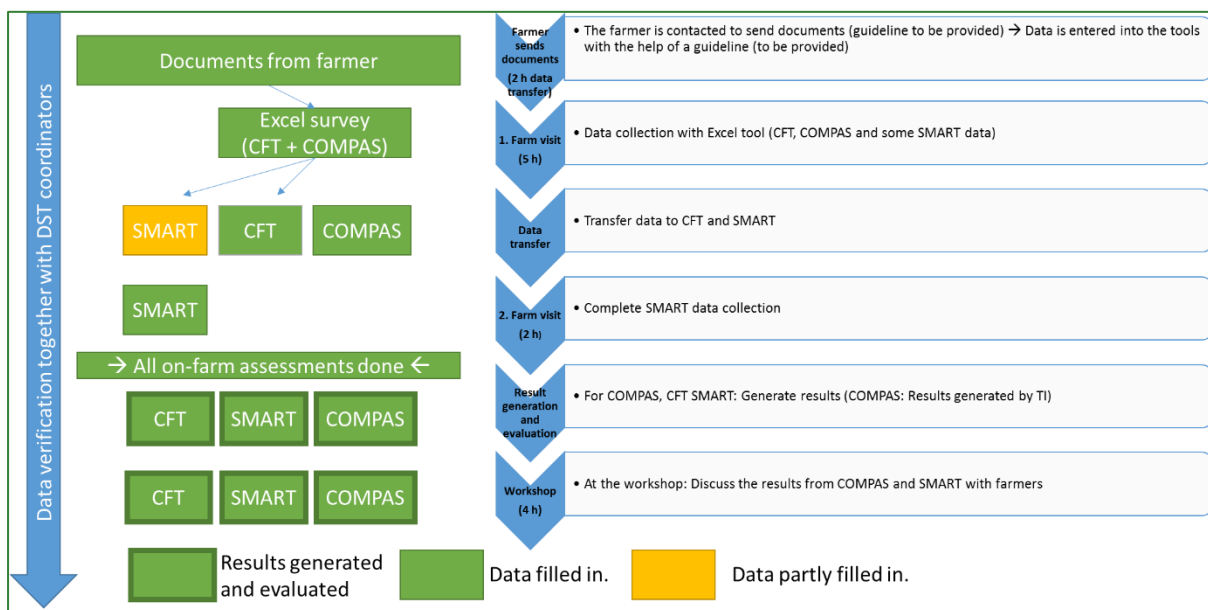 Data verification together with DST coordinators
Documents from farmer
Excel survey
(CFT + COMPAS)
SMART
CFT
COMPAS
SMART
→ All on-farm assessments done ←
CFT
SMART
COMPAS
CFT
SMART
COMPAS
Farmer
sends
documents
(2 h data
transfer)
• The farmer is contacted to send documents (guideline to be provided) → Data is entered into the tools
with the help of a guideline (to be provided)
1. Farm visit
(5 h)
• Data collection with Excel tool (CFT, COMPAS and some SMART data)
Data
transfer
• Transfer data to CFT and SMART
2. Farm visit
(2 h)
• Complete SMART data collection
Result
generation
and
evaluation
• For COMPAS, CFT SMART: Generate results (COMPAS: Results generated by TI)
Workshop
(4 h)
• At the workshop: Discuss the results from COMPAS and SMART with farmers
Results generated
and evaluated
Data filled in.
Data partly filled in.